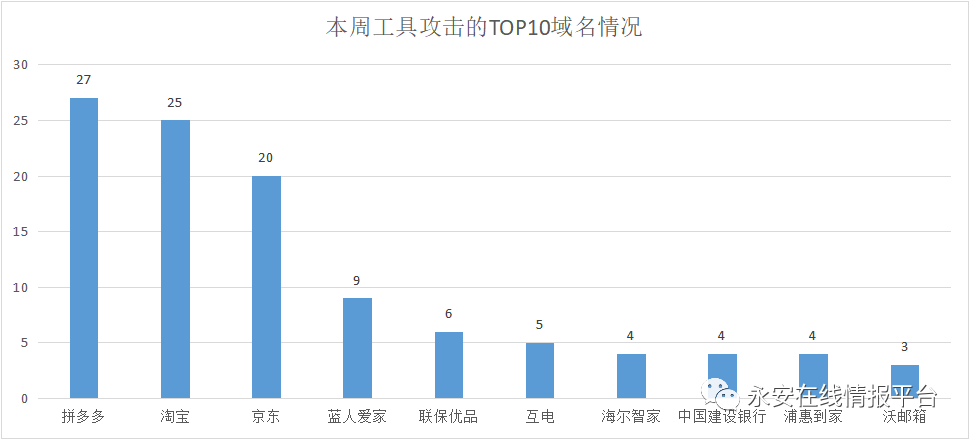 本周工具攻击的TOP10域名情况
30
25
20
15
10
5
0
27
25
20
9
6
5
4
4
4
3
拼多多
淘宝
京东
蓝人爱家
联保优品
互电
海尔智家
中国建设银行
浦惠到家
沃邮箱
永安在线情报平台